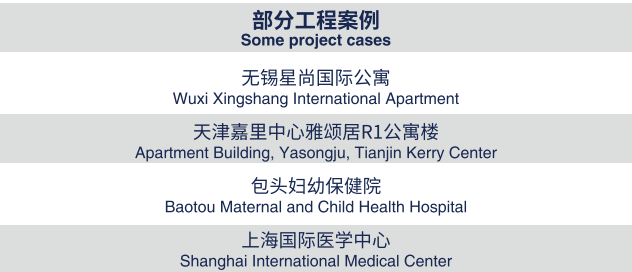 部分工程案例
Some project cases
无锡星尚国际公寓
Wuxi Xingshang International Apartment
天津嘉里中心雅颂居R1公寓楼
Apartment Building, Yasongju, Tianjin Kerry Center
包头妇幼保健院
Baotou Maternal and Child Health Hospital
上海国际医学中心
Shanghai International Medical Center